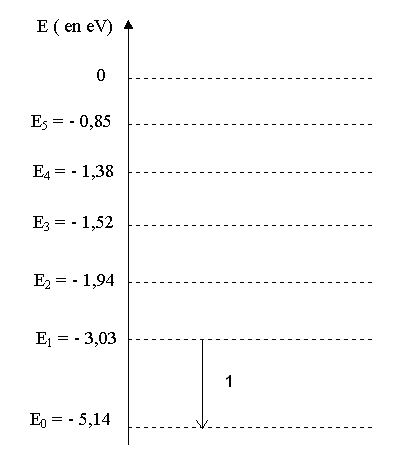 E ( en eV)
0
E5 = - 0,85
E4 = - 1,38
E3 = - 1,52
E2 = - 1,94
E1 = - 3,03
1
E0 = - 5,14